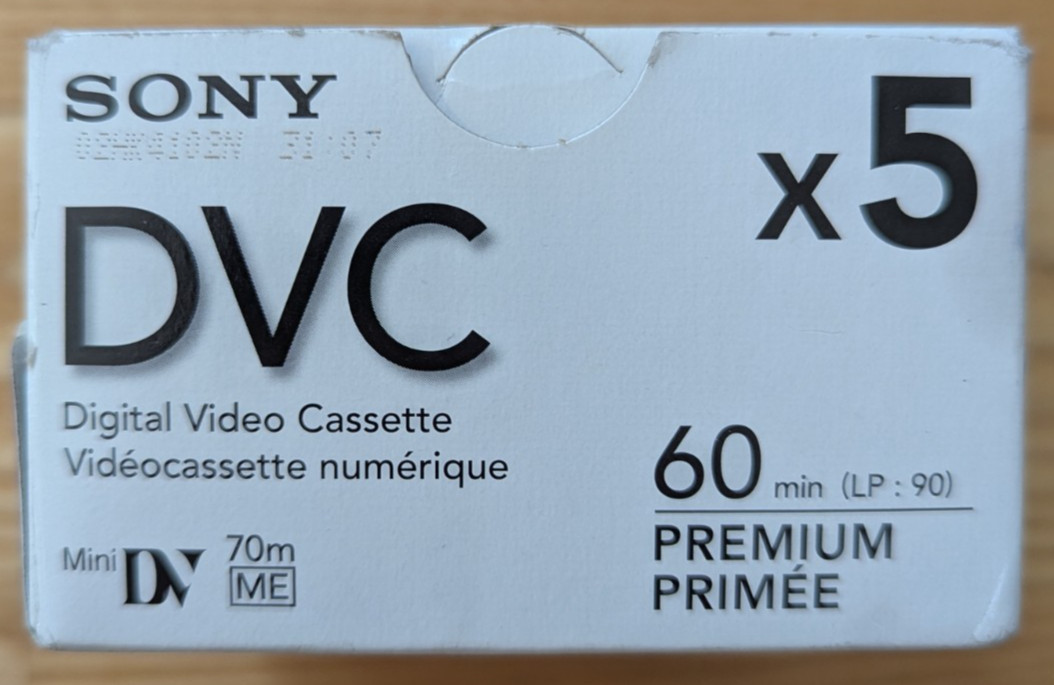 SONY
x5
DVC
Digital Video Cassette
Vidéocassette numérique
60 min (LP : 90)
PREMIUM
PRIMÉE
Mini DV 70m
ME